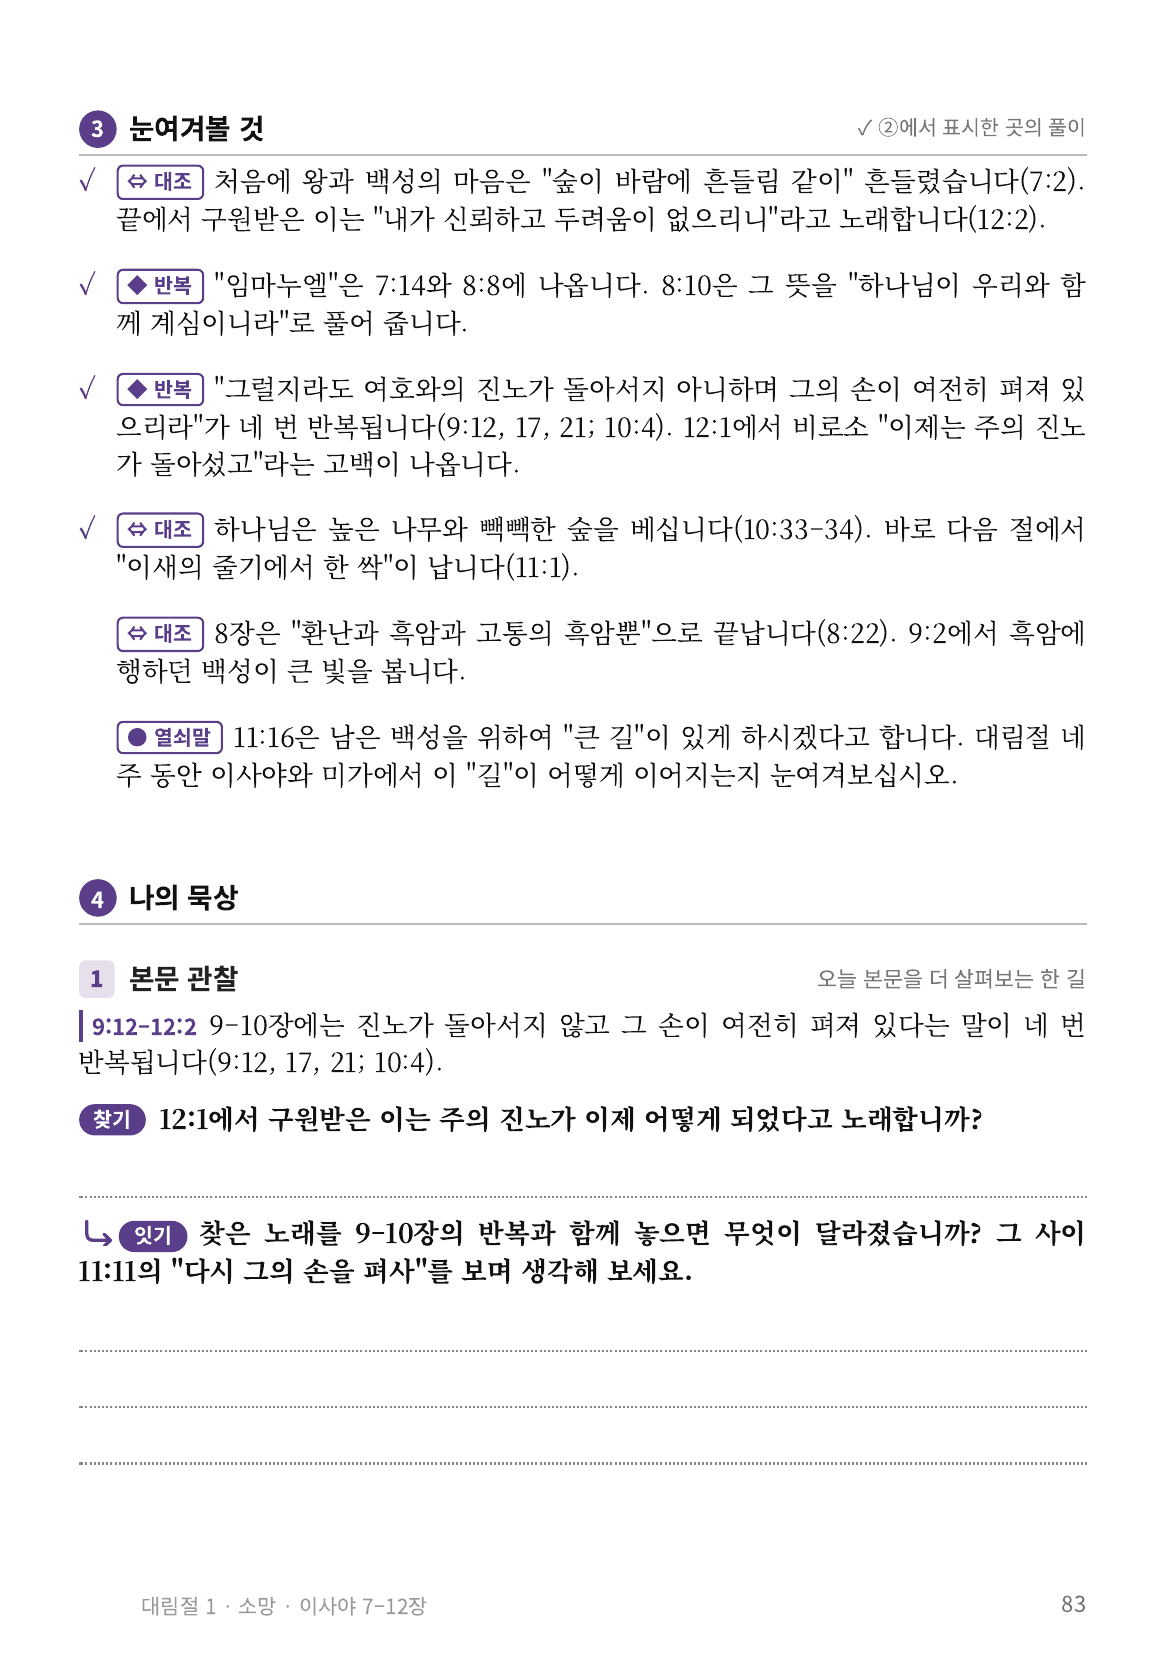 3 눈여겨볼 것
✓ ②에서 표시한 곳의 풀이
✓ ⇔ 대조 처음에 왕과 백성의 마음은 "숲이 바람에 흔들림 같이" 흔들렸습니다(7:2).
끝에서 구원받은 이는 "내가 신뢰하고 두려움이 없으리니"라고 노래합니다(12:2).
✓ ◆ 반복 "임마누엘"은 7:14와 8:8에 나옵니다. 8:10은 그 뜻을 "하나님이 우리와 함
께 계심이니라"로 풀어 줍니다.
✓ ◆ 반복 "그럴지라도 여호와의 진노가 돌아서지 아니하며 그의 손이 여전히 펴져 있
으리라"가 네 번 반복됩니다(9:12, 17, 21; 10:4). 12:1에서 비로소 "이제는 주의 진노
가 돌아섰고"라는 고백이 나옵니다.
✓ ⇔ 대조 하나님은 높은 나무와 빽빽한 숲을 베십니다(10:33-34). 바로 다음 절에서
"이새의 줄기에서 한 싹"이 납니다(11:1).
⇔ 대조 8장은 "환난과 흑암과 고통의 흑암뿐"으로 끝납니다(8:22). 9:2에서 흑암에
행하던 백성이 큰 빛을 봅니다.
● 열쇠말 11:16은 남은 백성을 위하여 "큰 길"이 있게 하시겠다고 합니다. 대림절 네
주 동안 이사야와 미가에서 이 "길"이 어떻게 이어지는지 눈여겨보십시오.
4 나의 묵상
1 본문 관찰
오늘 본문을 더 살펴보는 한 길
9:12-12:2 9-10장에는 진노가 돌아서지 않고 그 손이 여전히 펴져 있다는 말이 네 번
반복됩니다(9:12, 17, 21; 10:4).
찾기 12:1에서 구원받은 이는 주의 진노가 이제 어떻게 되었다고 노래합니까?
잇기 찾은 노래를 9-10장의 반복과 함께 놓으면 무엇이 달라졌습니까? 그 사이
11:11의 "다시 그의 손을 펴사"를 보며 생각해 보세요.
대림절 1 · 소망 · 이사야 7-12장
83